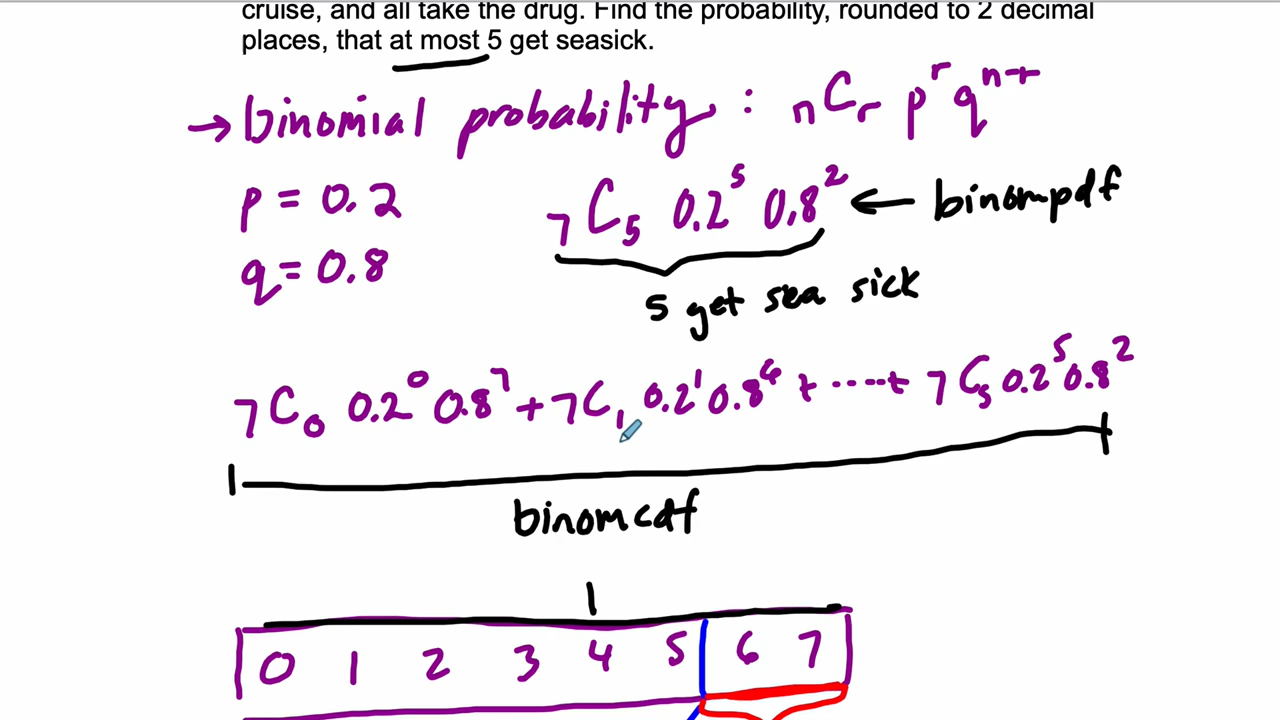 cruise, and all take the drug. Find the probability, rounded to 2 decimal
places, that at most 5 get seasick.
→ binomial probability : nCr p^r q^n-r
p = 0.2
7C5 0.2^5 0.8^2 ← binompdf
q = 0.8
5 get sea sick
7C0 0.2^0 0.8^7 + 7C1 0.2^1 0.8^6 + ..... + 7C5 0.2^5 0.8^2
binomcdf
1
0 1 2 3 4 5 6 7